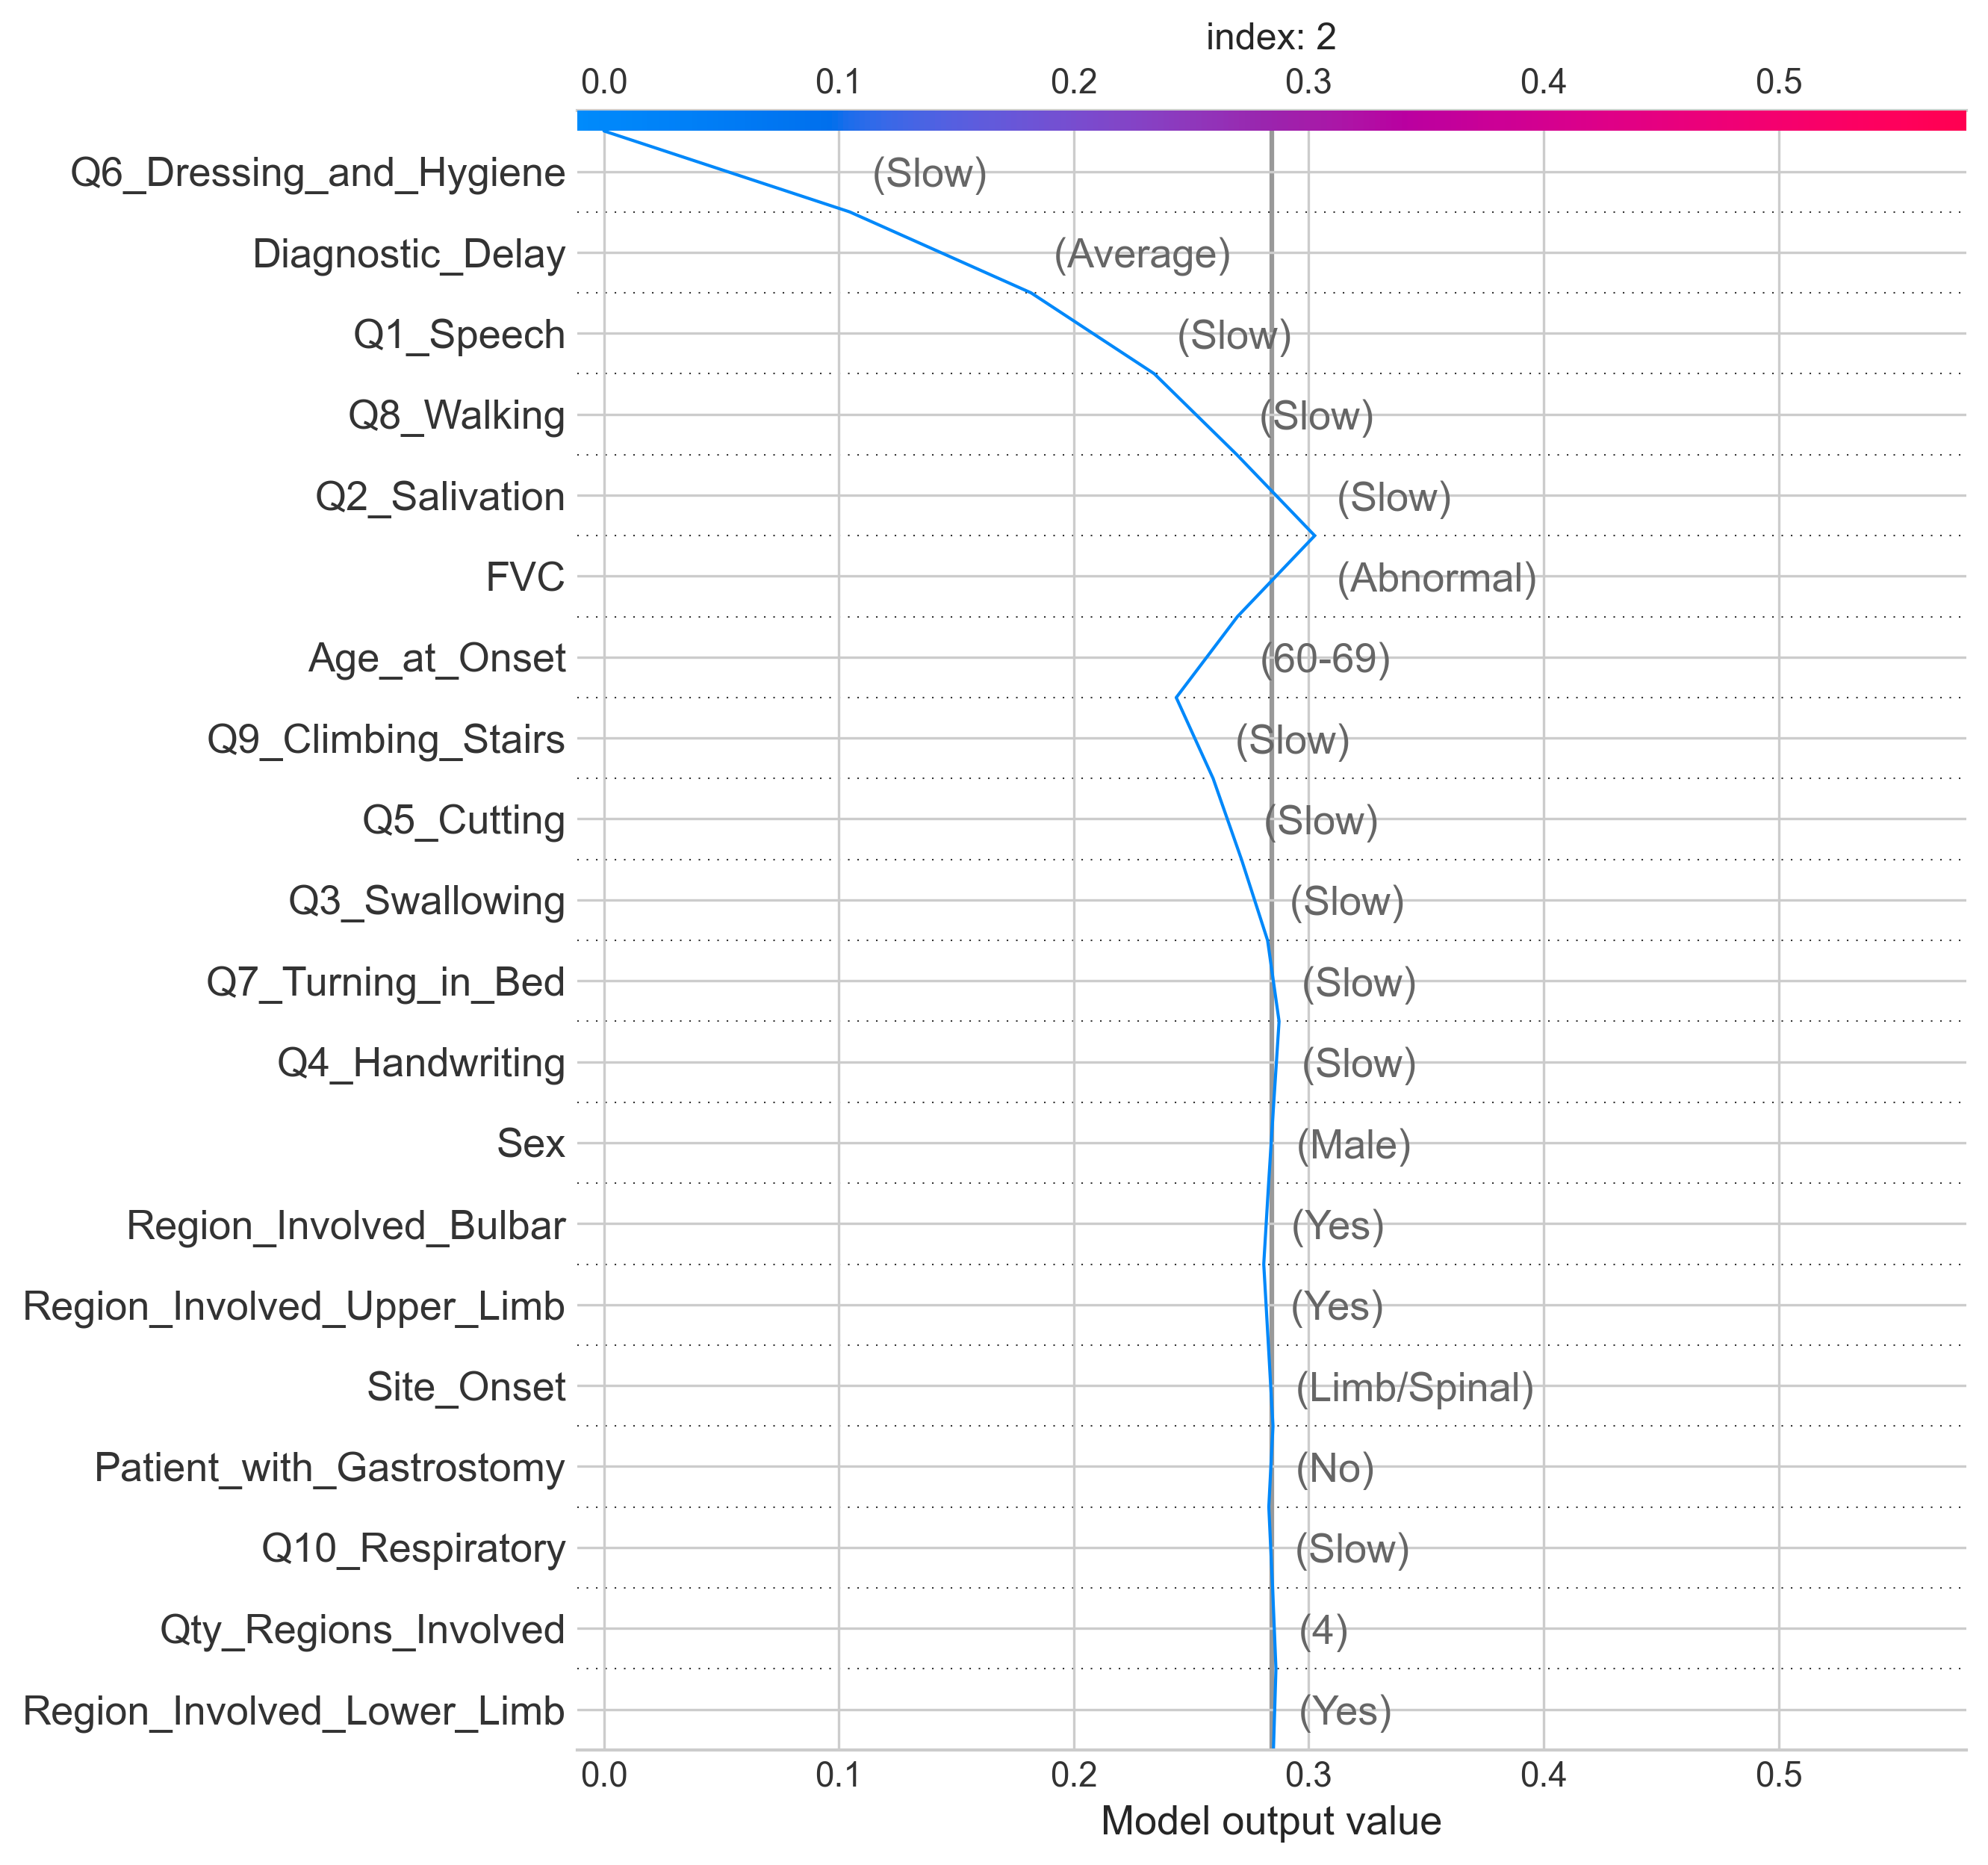 index: 2
0.0 0.1 0.2 0.3 0.4 0.5
Q6_Dressing_and_Hygiene (Slow)
Diagnostic_Delay (Average)
Q1_Speech (Slow)
Q8_Walking (Slow)
Q2_Salivation (Slow)
FVC (Abnormal)
Age_at_Onset (60-69)
Q9_Climbing_Stairs (Slow)
Q5_Cutting (Slow)
Q3_Swallowing (Slow)
Q7_Turning_in_Bed (Slow)
Q4_Handwriting (Slow)
Sex (Male)
Region_Involved_Bulbar (Yes)
Region_Involved_Upper_Limb (Yes)
Site_Onset (Limb/Spinal)
Patient_with_Gastrostomy (No)
Q10_Respiratory (Slow)
Qty_Regions_Involved (4)
Region_Involved_Lower_Limb (Yes)
0.0 0.1 0.2 0.3 0.4 0.5
Model output value